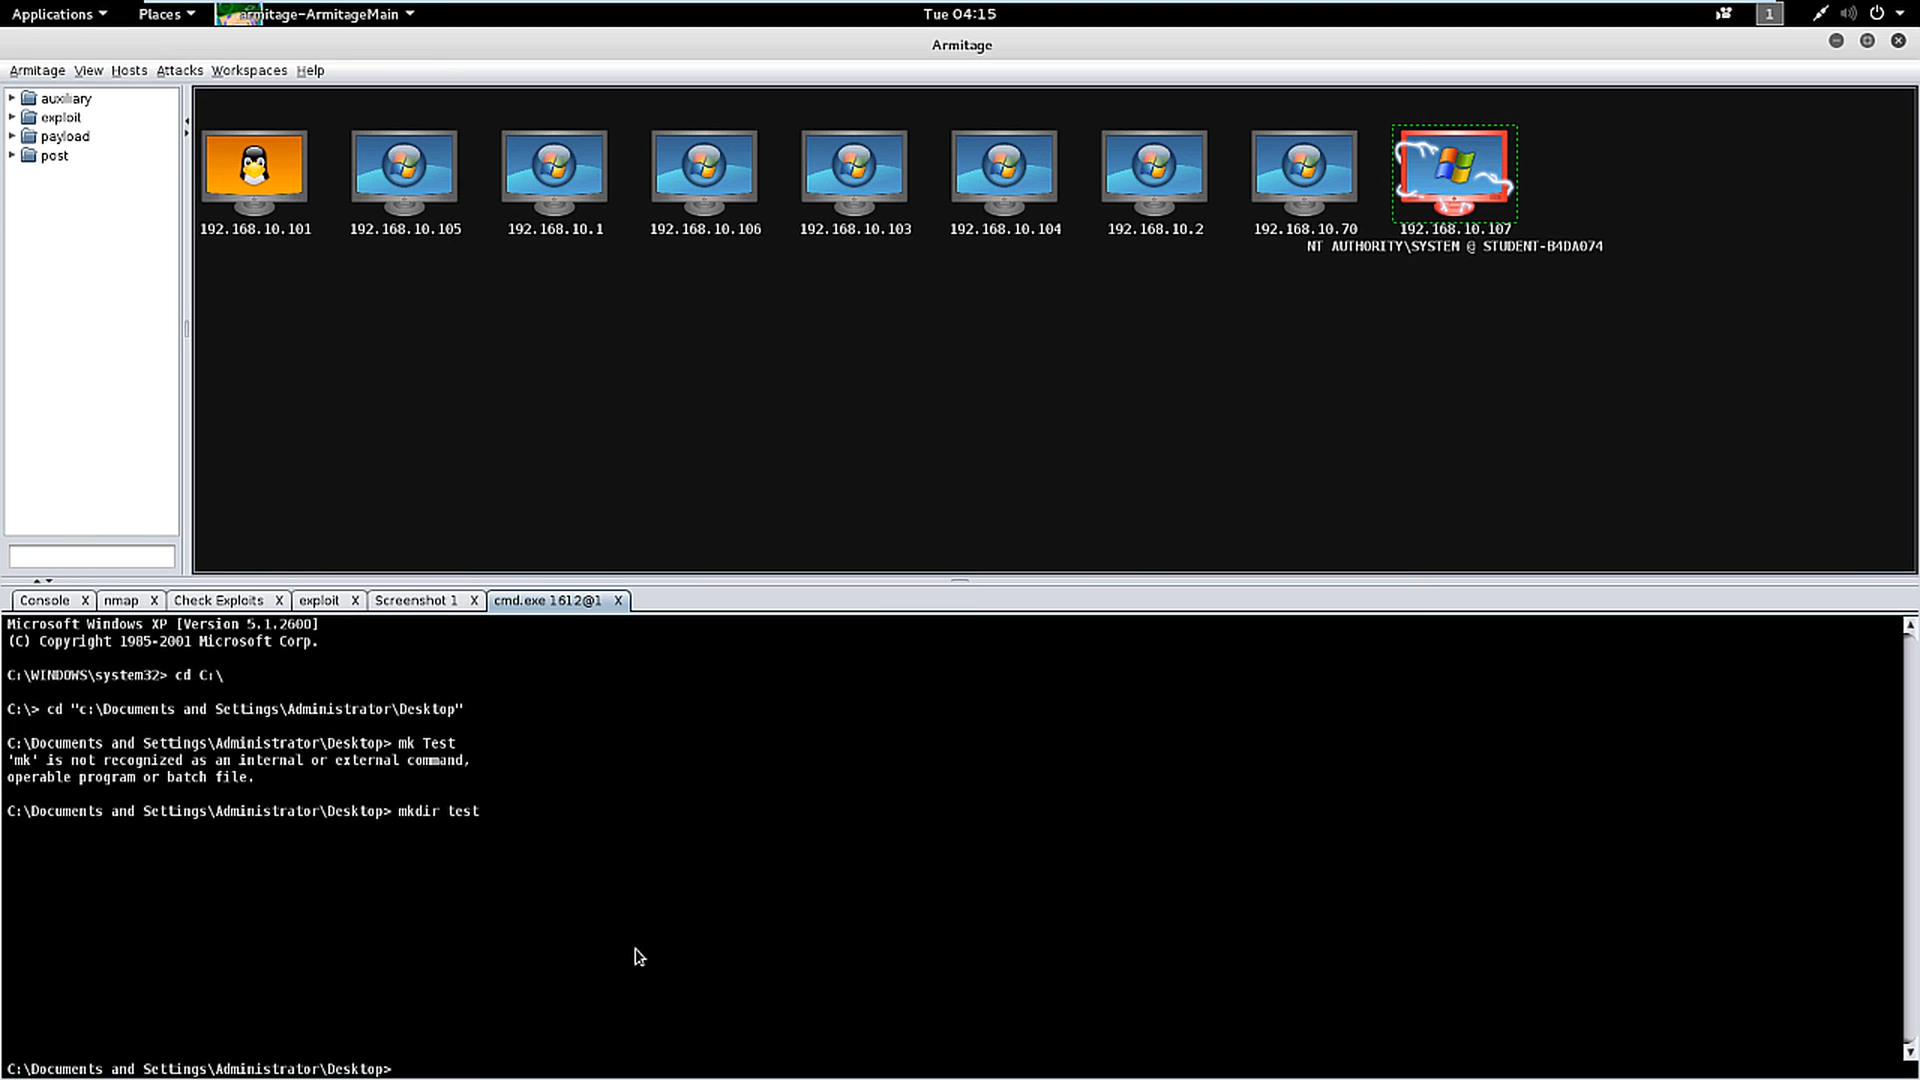 Applications Places armitage-ArmitageMain Tue 04:15 1
Armitage
Armitage View Hosts Attacks Workspaces Help
auxiliary
exploit
payload
post
192.168.10.101 192.168.10.105 192.168.10.1 192.168.10.106 192.168.10.103 192.168.10.104 192.168.10.2 192.168.10.70 192.168.10.107
NT AUTHORITY\SYSTEM @ STUDENT-B4DA074
Console X nmap X Check Exploits X exploit X Screenshot 1 X cmd.exe 1612@1 X
Microsoft Windows XP [Version 5.1.2600]
(C) Copyright 1985-2001 Microsoft Corp.
C:\WINDOWS\system32> cd C:\
C:\> cd "c:\Documents and Settings\Administrator\Desktop"
C:\Documents and Settings\Administrator\Desktop> mk Test
'mk' is not recognized as an internal or external command,
operable program or batch file.
C:\Documents and Settings\Administrator\Desktop> mkdir test
C:\Documents and Settings\Administrator\Desktop>